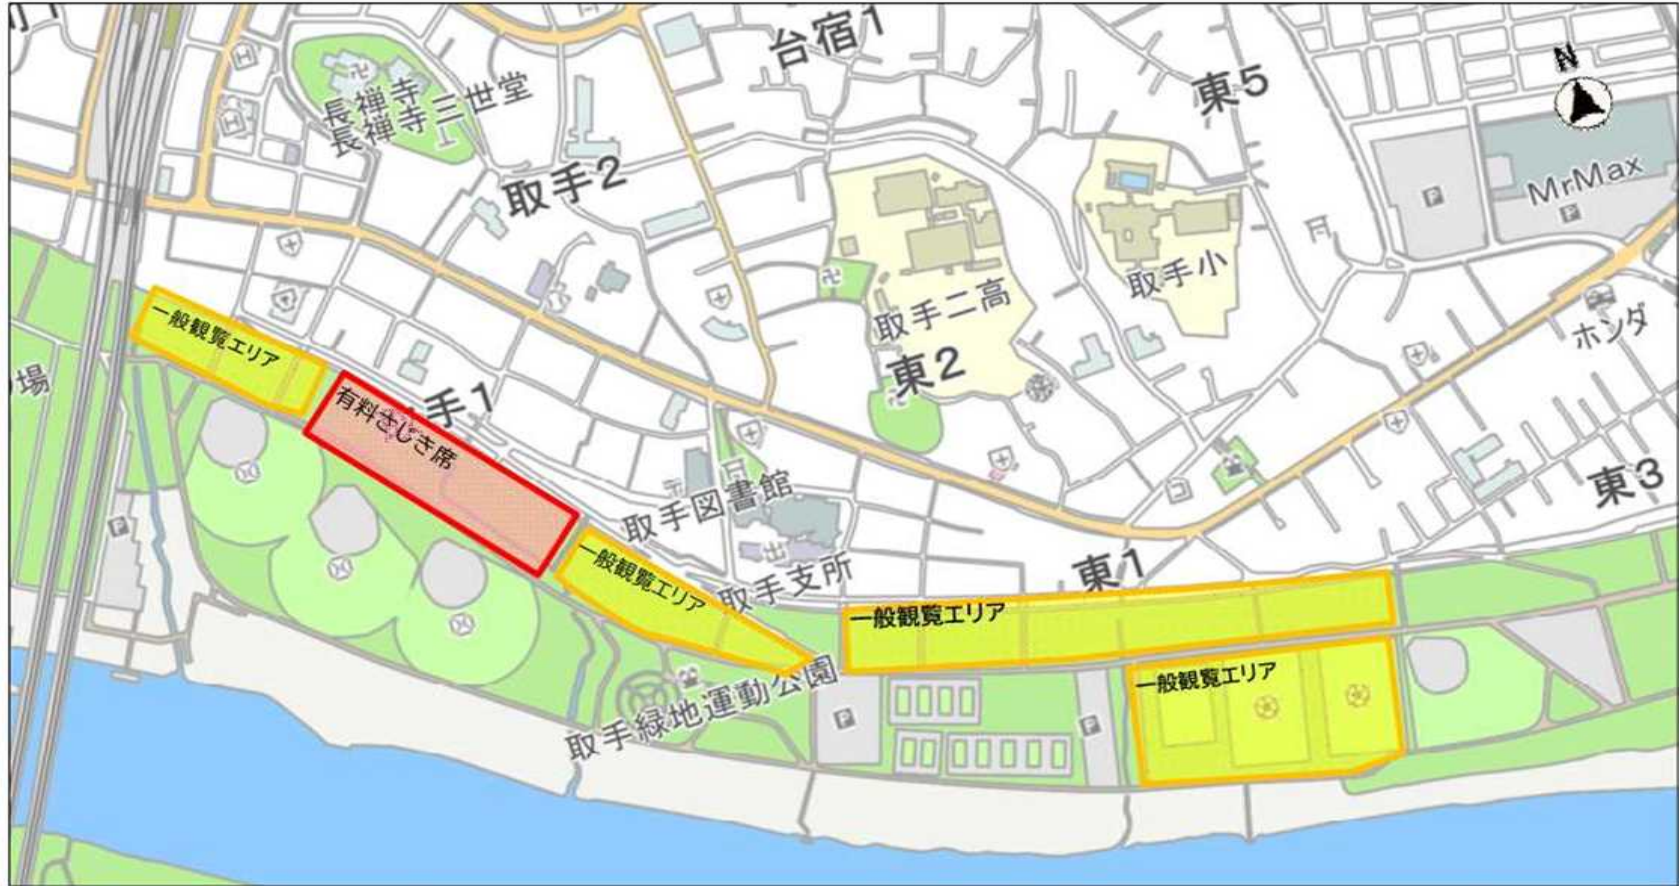 台宿1
東5
N
長禅寺
長禅寺三世堂
取手2
MrMax
P
P
取手小
取手二高
東2
ホンダ
一般観覧エリア
場
有料さじき席
手1
東3
取手図書館
P
一般観覧エリア
取手支所
東1
一般観覧エリア
一般観覧エリア
取手緑地運動公園
P
P